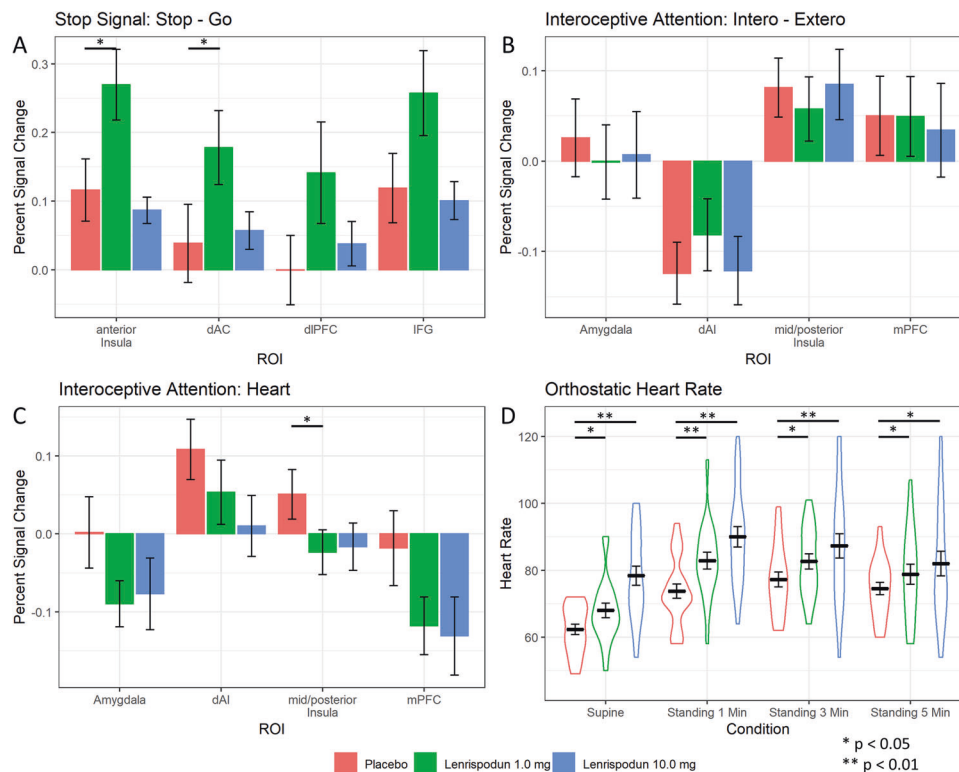 Stop Signal: Stop - Go
A
* *
0.3
0.2
0.1
0.0
Percent Signal Change
anterior Insula dAC dlPFC IFG
ROI
Interoceptive Attention: Intero - Extero
B
0.1
0.0
-0.1
Percent Signal Change
Amygdala dAI mid/posterior Insula mPFC
ROI
Interoceptive Attention: Heart
C
*
0.1
0.0
-0.1
Percent Signal Change
Amygdala dAI mid/posterior Insula mPFC
ROI
Orthostatic Heart Rate
D
** ** ** *
* ** * *
120
100
80
60
Heart Rate
Supine Standing 1 Min Standing 3 Min Standing 5 Min
Condition
* p < 0.05
** p < 0.01
Placebo Lenrispodun 1.0 mg Lenrispodun 10.0 mg